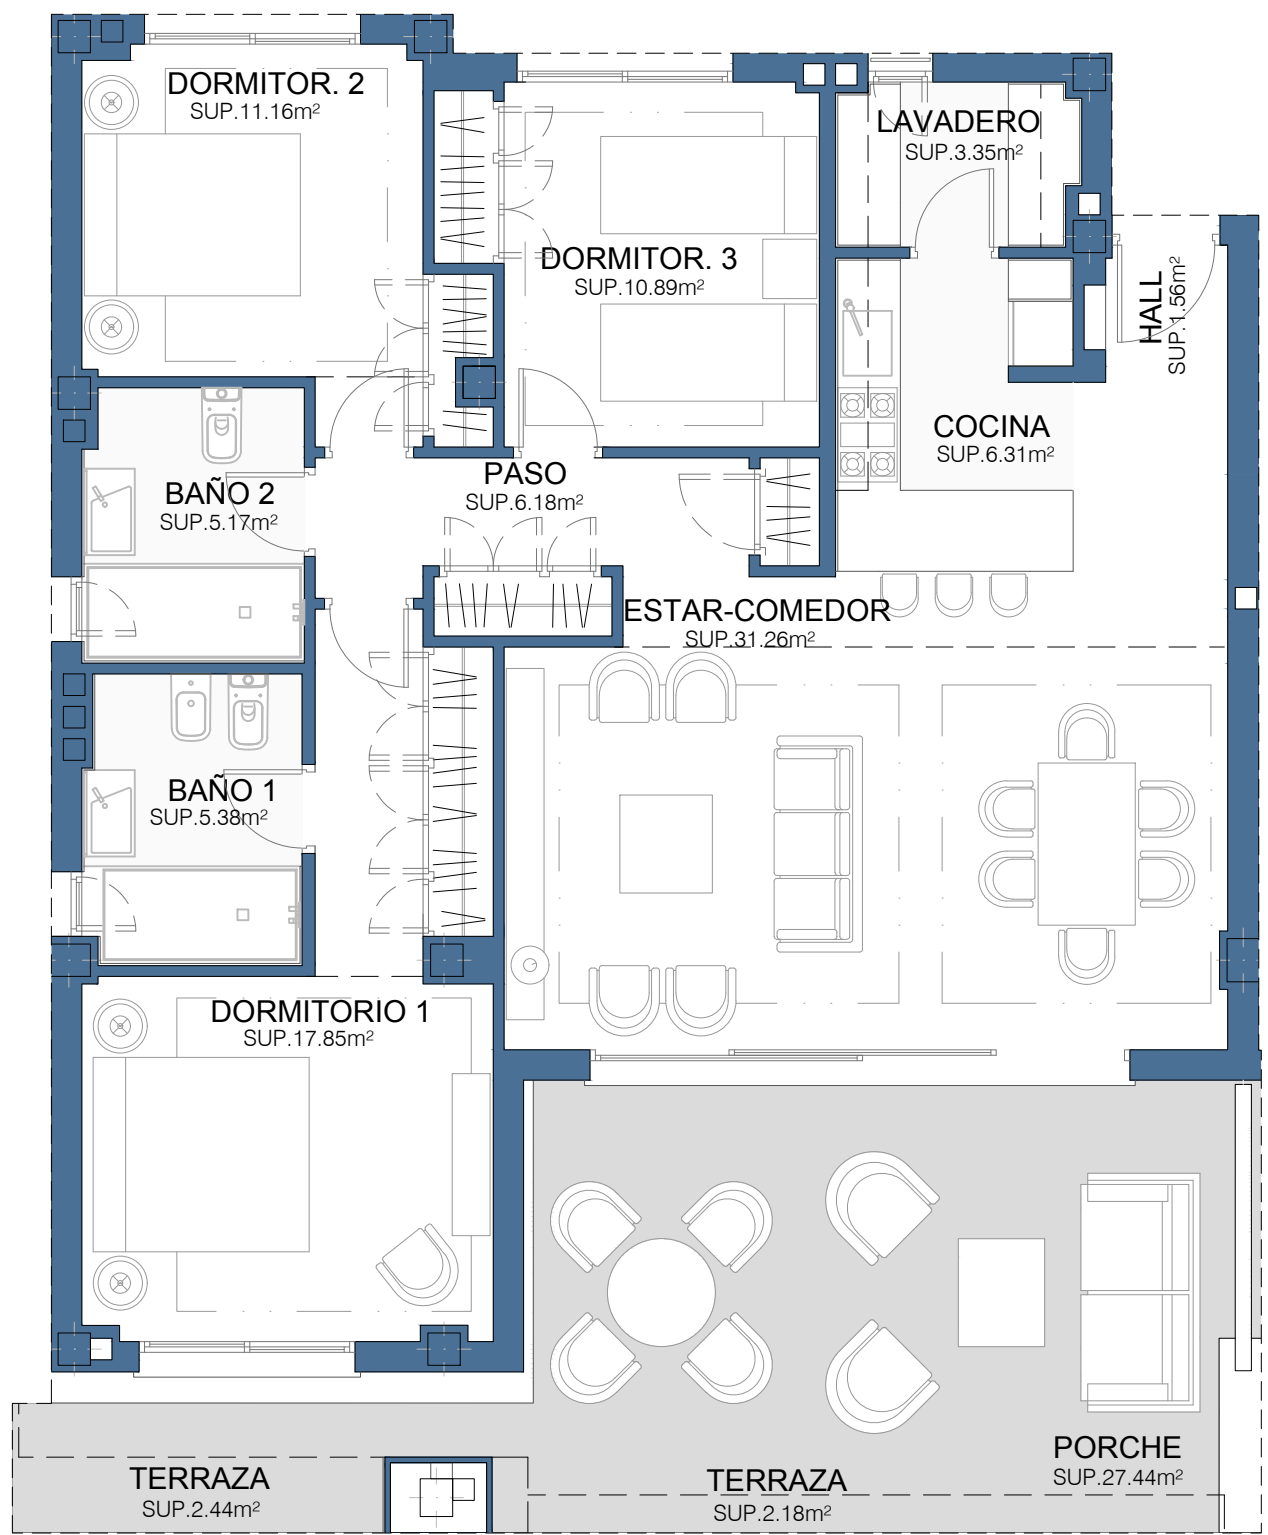 DORMITOR. 2
SUP.11.16m²
LAVADERO
SUP.3.35m²
DORMITOR. 3
SUP.10.89m²
HALL
SUP.1.56m²
COCINA
SUP.6.31m²
PASO
SUP.6.18m²
BAÑO 2
SUP.5.17m²
ESTAR-COMEDOR
SUP.31.26m²
BAÑO 1
SUP.5.38m²
DORMITORIO 1
SUP.17.85m²
PORCHE
SUP.27.44m²
TERRAZA
SUP.2.44m²
TERRAZA
SUP.2.18m²